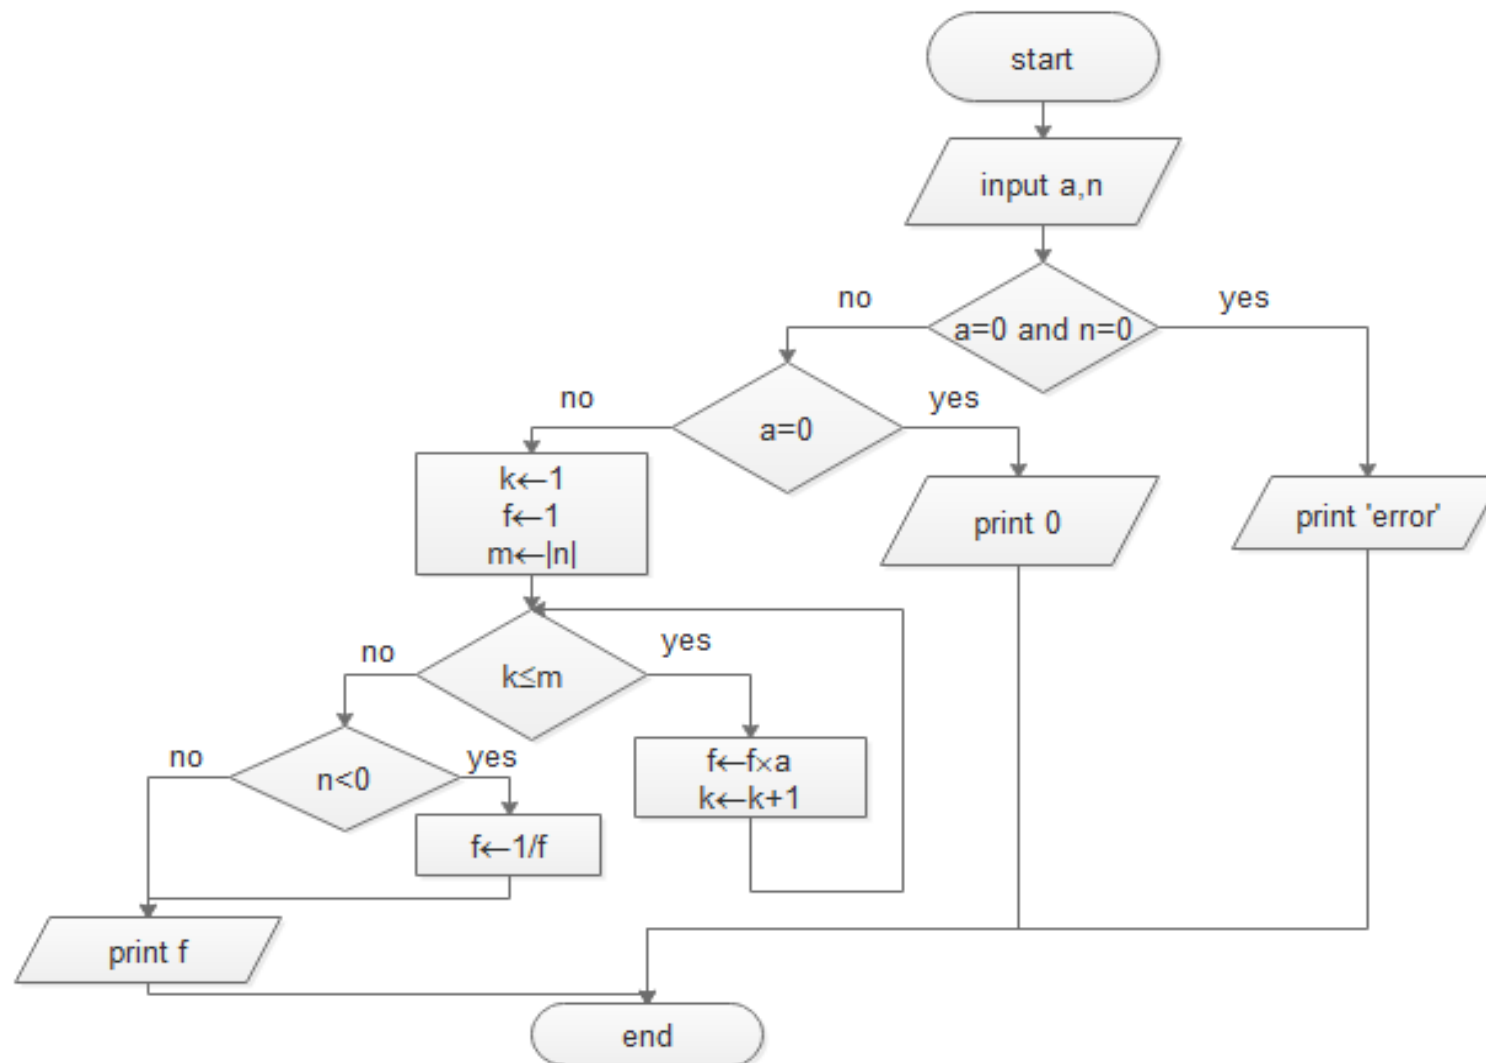 start
input a,n
no
yes
a=0 and n=0
no
yes
a=0
k←1
f←1
m←|n|
print 0
print 'error'
no
yes
k≤m
no
yes
n<0
f←f×a
k←k+1
f←1/f
print f
end